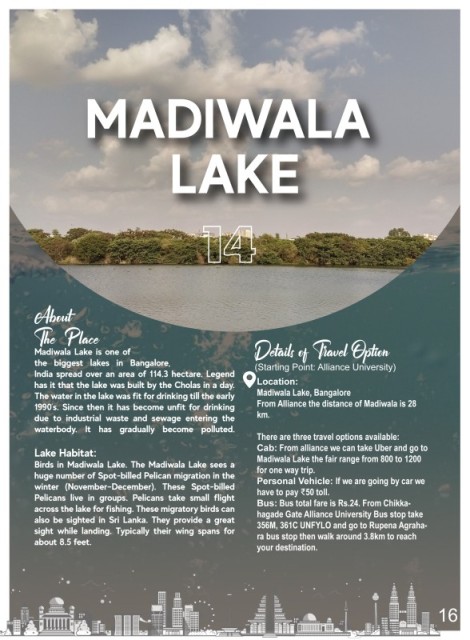 MADIWALA
LAKE
14
About
The Place
Madiwala Lake is one of
the biggest lakes in Bangalore,
India spread over an area of 114.3 hectare. Legend
has it that the lake was built by the Cholas in a day.
The water in the lake was fit for drinking till the early
1990's. Since then it has become unfit for drinking
due to industrial waste and sewage entering the
waterbody. It has gradually become polluted.
Lake Habitat:
Birds in Madiwala Lake. The Madiwala Lake sees a
huge number of Spot-billed Pelican migration in the
winter (November-December). These Spot-billed
Pelicans live in groups. Pelicans take small flight
across the lake for fishing. These migratory birds can
also be sighted in Sri Lanka. They provide a great
sight while landing. Typically their wing spans for
about 8.5 feet.
Details of Travel Option
(Starting Point: Alliance University)
Location:
Madiwala Lake, Bangalore
From Alliance the distance of Madiwala is 28
km.
There are three travel options available:
Cab: From alliance we can take Uber and go to
Madiwala Lake the fair range from 800 to 1200
for one way trip.
Personal Vehicle: If we are going by car we
have to pay ₹50 toll.
Bus: Bus total fare is Rs.24. From Chikka-
hagade Gate Alliance University Bus stop take
356M, 361C UNFYLO and go to Rupena Agraha-
ra bus stop then walk around 3.8km to reach
your destination.
16